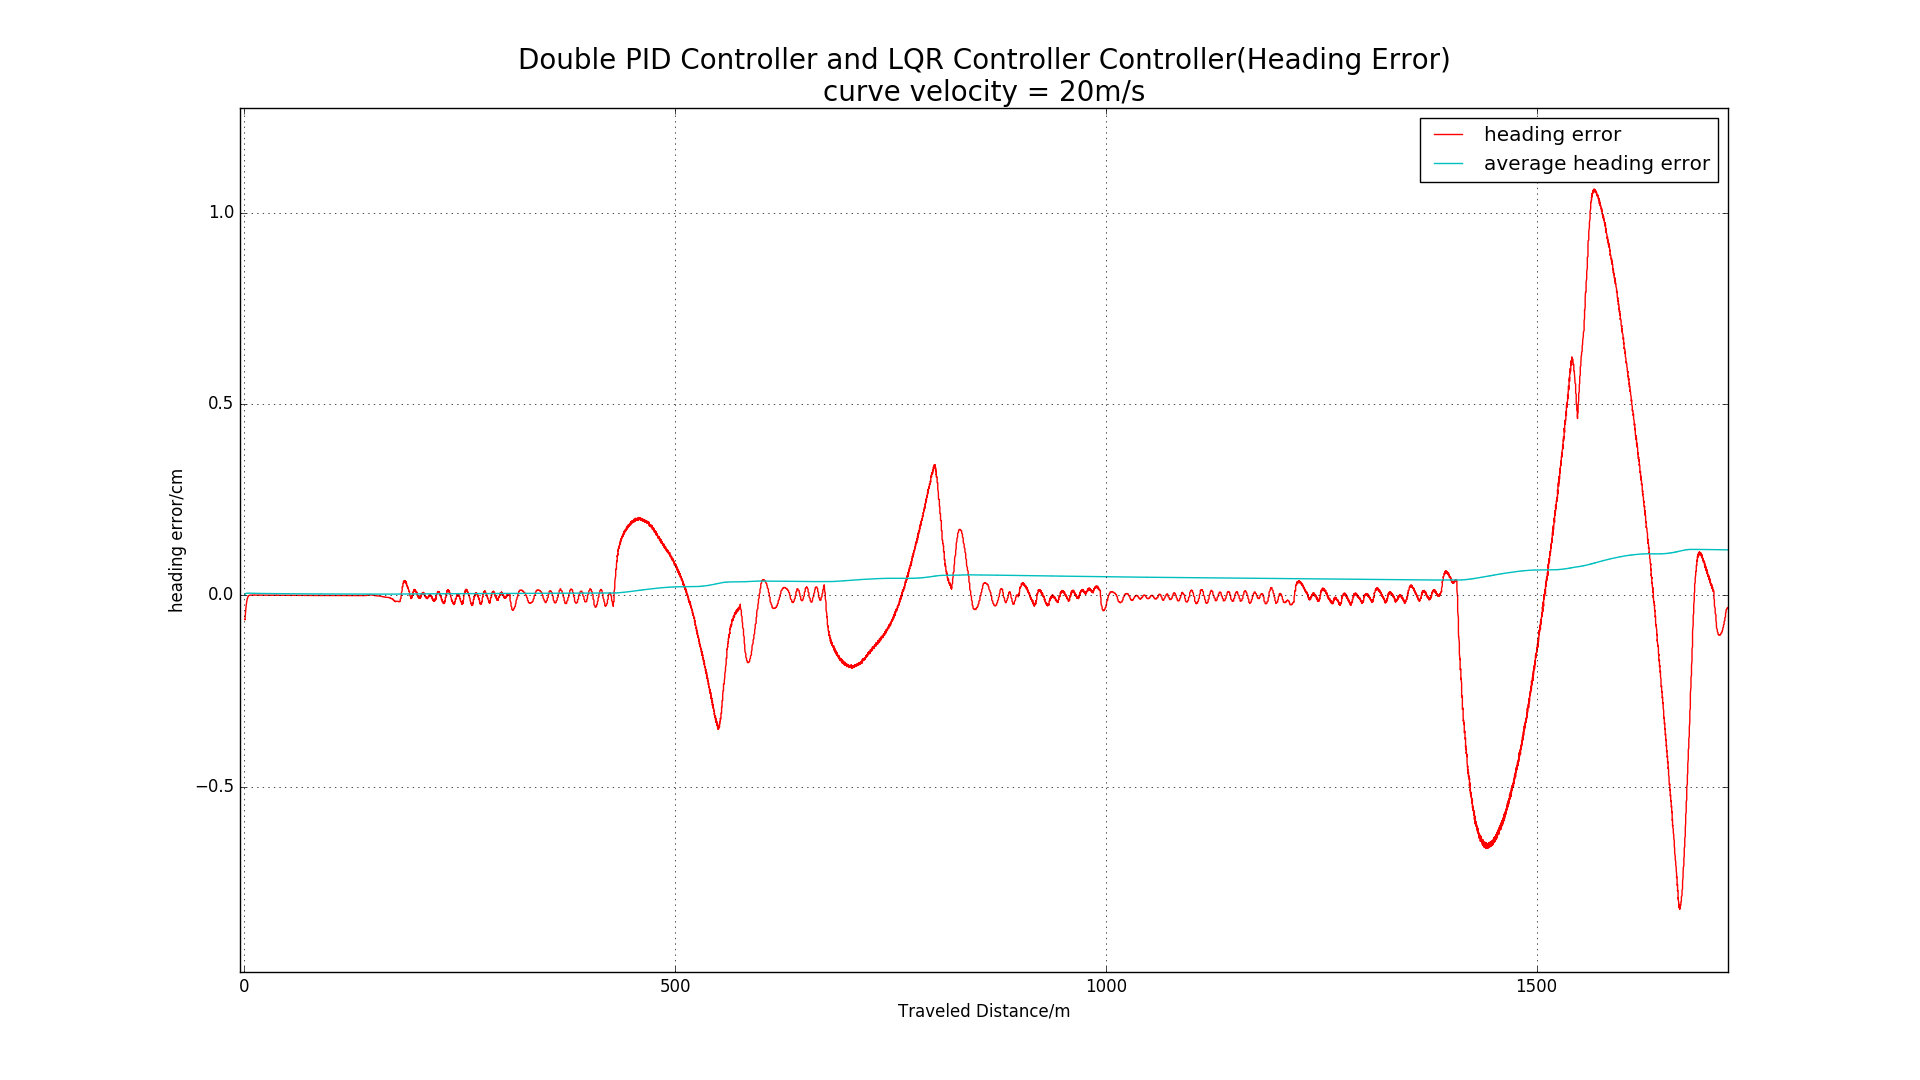 Double PID Controller and LQR Controller Controller(Heading Error)
curve velocity = 20m/s
heading error
average heading error
1.0
0.5
0.0
−0.5
heading error/cm
0
500
1000
1500
Traveled Distance/m